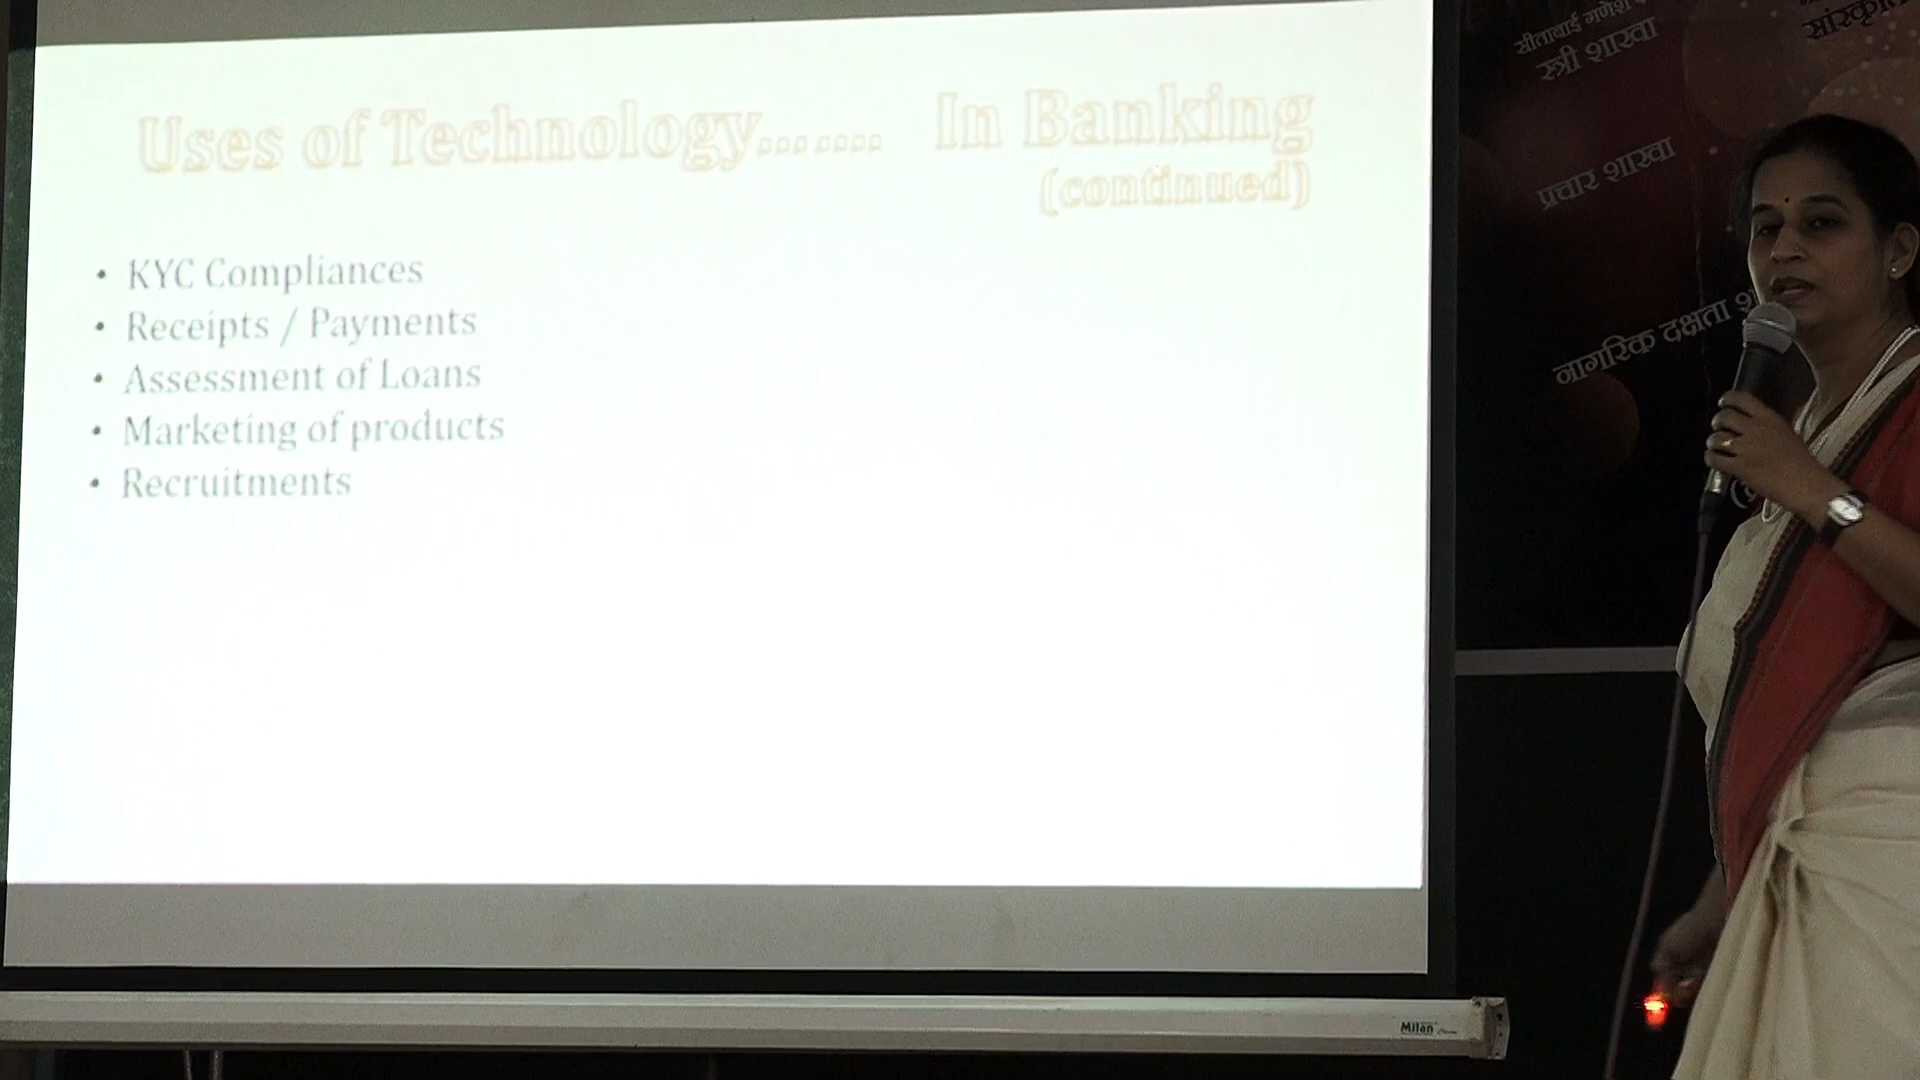 Uses of Technology....... In Banking
(continued)
• KYC Compliances
• Receipts / Payments
• Assessment of Loans
• Marketing of products
• Recruitments
सीताबाई गणेश
स्त्री शाखा
प्रचार शाखा
नागरिक दक्षता
Milan